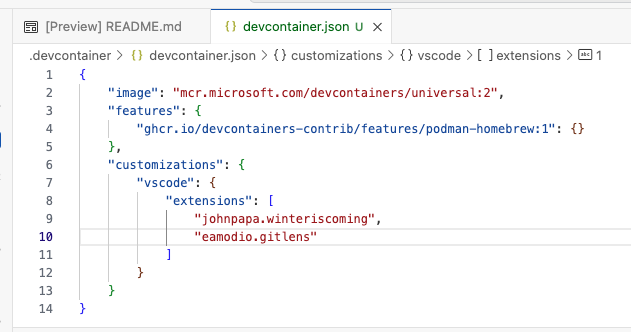 [Preview] README.md
{} devcontainer.json U ×
.devcontainer > {} devcontainer.json > {} customizations > {} vscode > [ ] extensions > abc 1
1 {
2 "image": "mcr.microsoft.com/devcontainers/universal:2",
3 "features": {
4 "ghcr.io/devcontainers-contrib/features/podman-homebrew:1": {}
5 },
6 "customizations": {
7 "vscode": {
8 "extensions": [
9 "johnpapa.winteriscoming",
10 "eamodio.gitlens"
11 ]
12 }
13 }
14 }